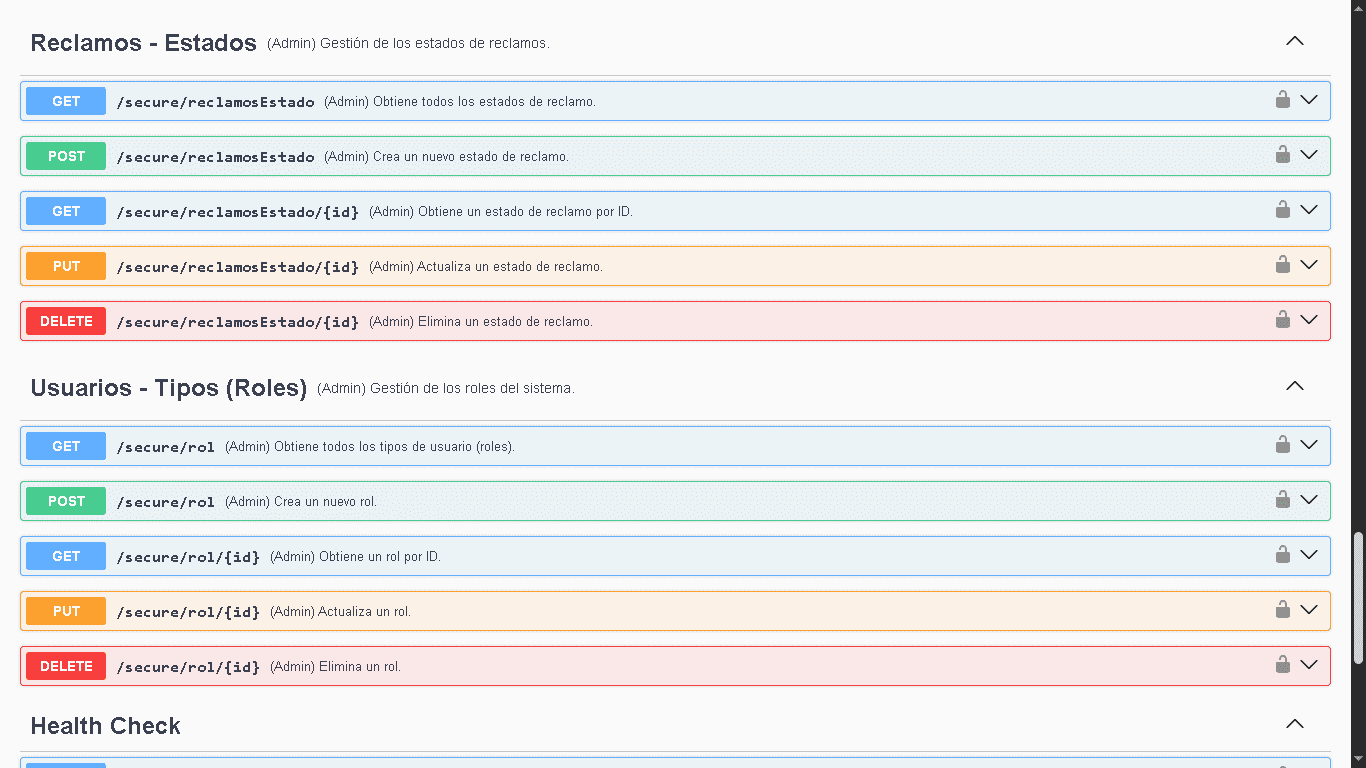 Reclamos - Estados (Admin) Gestión de los estados de reclamos.
GET /secure/reclamosEstado (Admin) Obtiene todos los estados de reclamo.
POST /secure/reclamosEstado (Admin) Crea un nuevo estado de reclamo.
GET /secure/reclamosEstado/{id} (Admin) Obtiene un estado de reclamo por ID.
PUT /secure/reclamosEstado/{id} (Admin) Actualiza un estado de reclamo.
DELETE /secure/reclamosEstado/{id} (Admin) Elimina un estado de reclamo.
Usuarios - Tipos (Roles) (Admin) Gestión de los roles del sistema.
GET /secure/rol (Admin) Obtiene todos los tipos de usuario (roles).
POST /secure/rol (Admin) Crea un nuevo rol.
GET /secure/rol/{id} (Admin) Obtiene un rol por ID.
PUT /secure/rol/{id} (Admin) Actualiza un rol.
DELETE /secure/rol/{id} (Admin) Elimina un rol.
Health Check